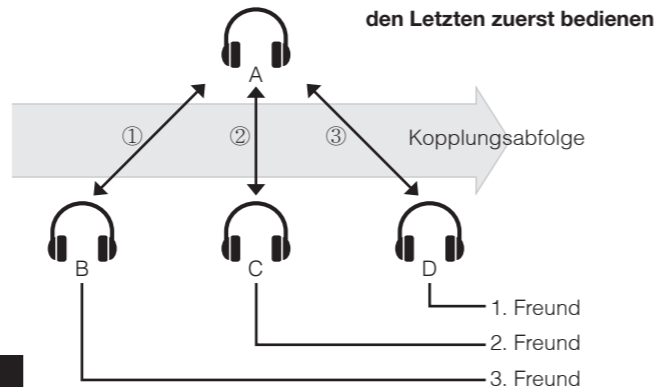 den Letzten zuerst bedienen
A
① ② ③ Kopplungsabfolge
B C D
1. Freund
2. Freund
3. Freund